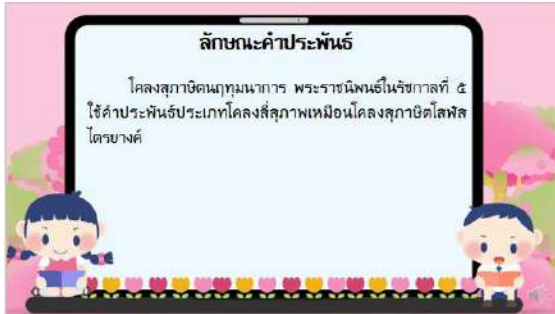 ลักษณะคำประพันธ์
โคลงสุภาษิตนฤทุมนาการ พระราชนิพนธ์ในรัชกาลที่ ๕
ใช้คำประพันธ์ประเภทโคลงสี่สุภาพเหมือนโคลงสุภาษิตโสฬส
ไตรยางค์